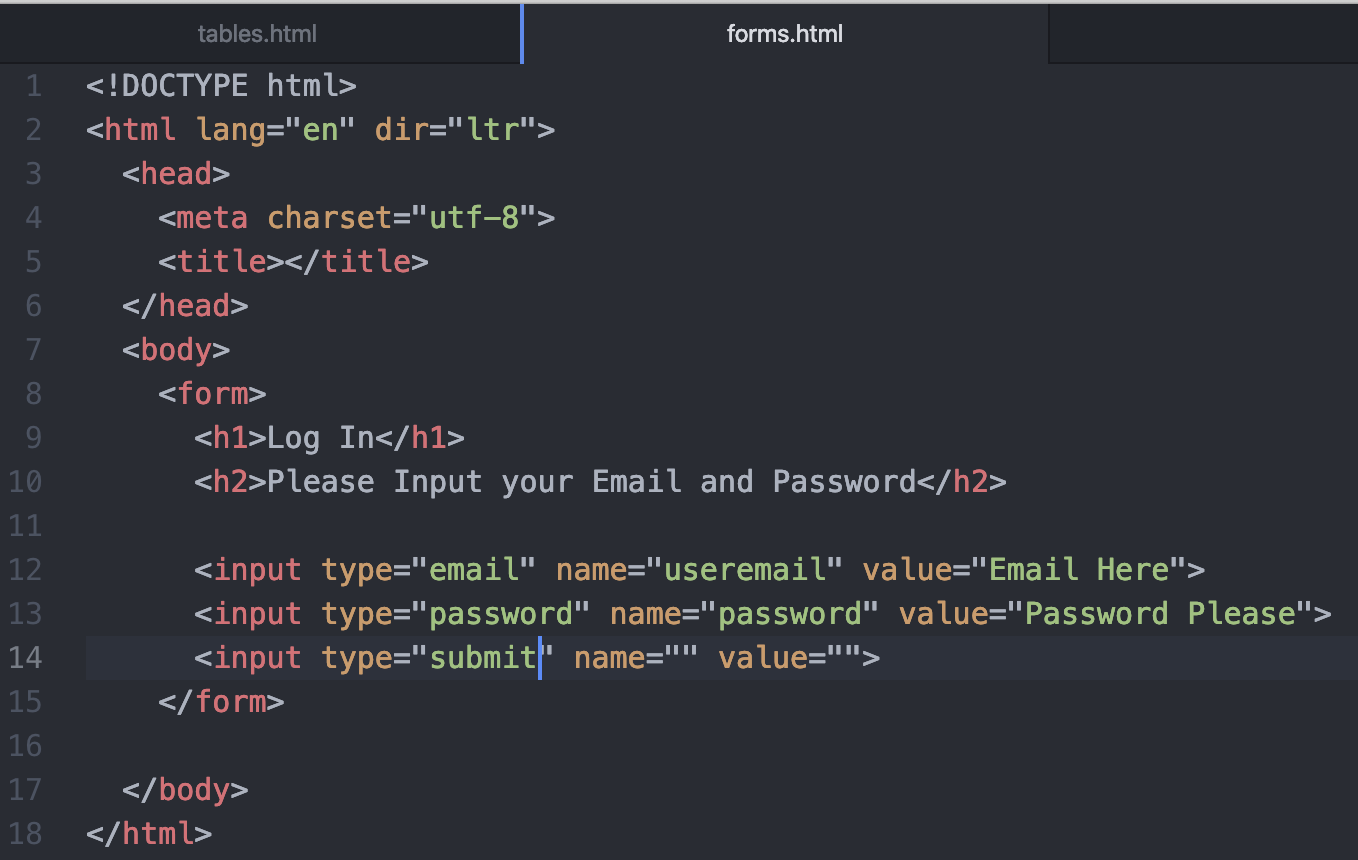 tables.html
forms.html
1 <!DOCTYPE html>
2 <html lang="en" dir="ltr">
3   <head>
4     <meta charset="utf-8">
5     <title></title>
6   </head>
7   <body>
8     <form>
9       <h1>Log In</h1>
10       <h2>Please Input your Email and Password</h2>
11
12       <input type="email" name="useremail" value="Email Here">
13       <input type="password" name="password" value="Password Please">
14       <input type="submit" name="" value="">
15     </form>
16
17   </body>
18 </html>